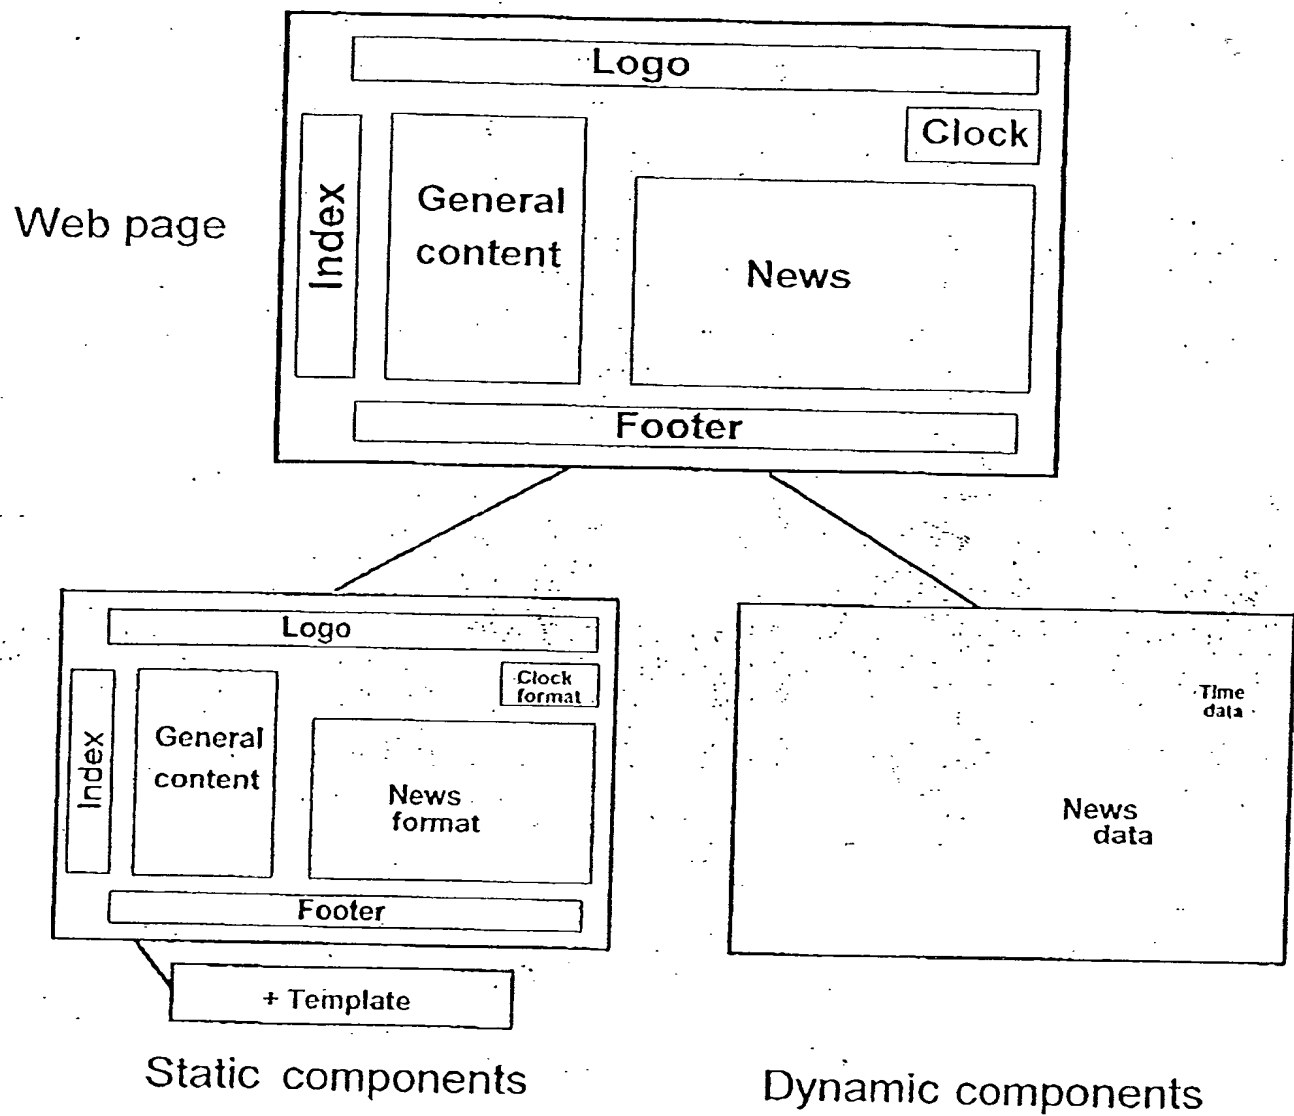 Logo
Clock
Web page
Index
General
content
News
Footer
Logo
Clock
format
Index
General
content
News
format
Footer
+ Template
Static components
Time
data
News
data
Dynamic components